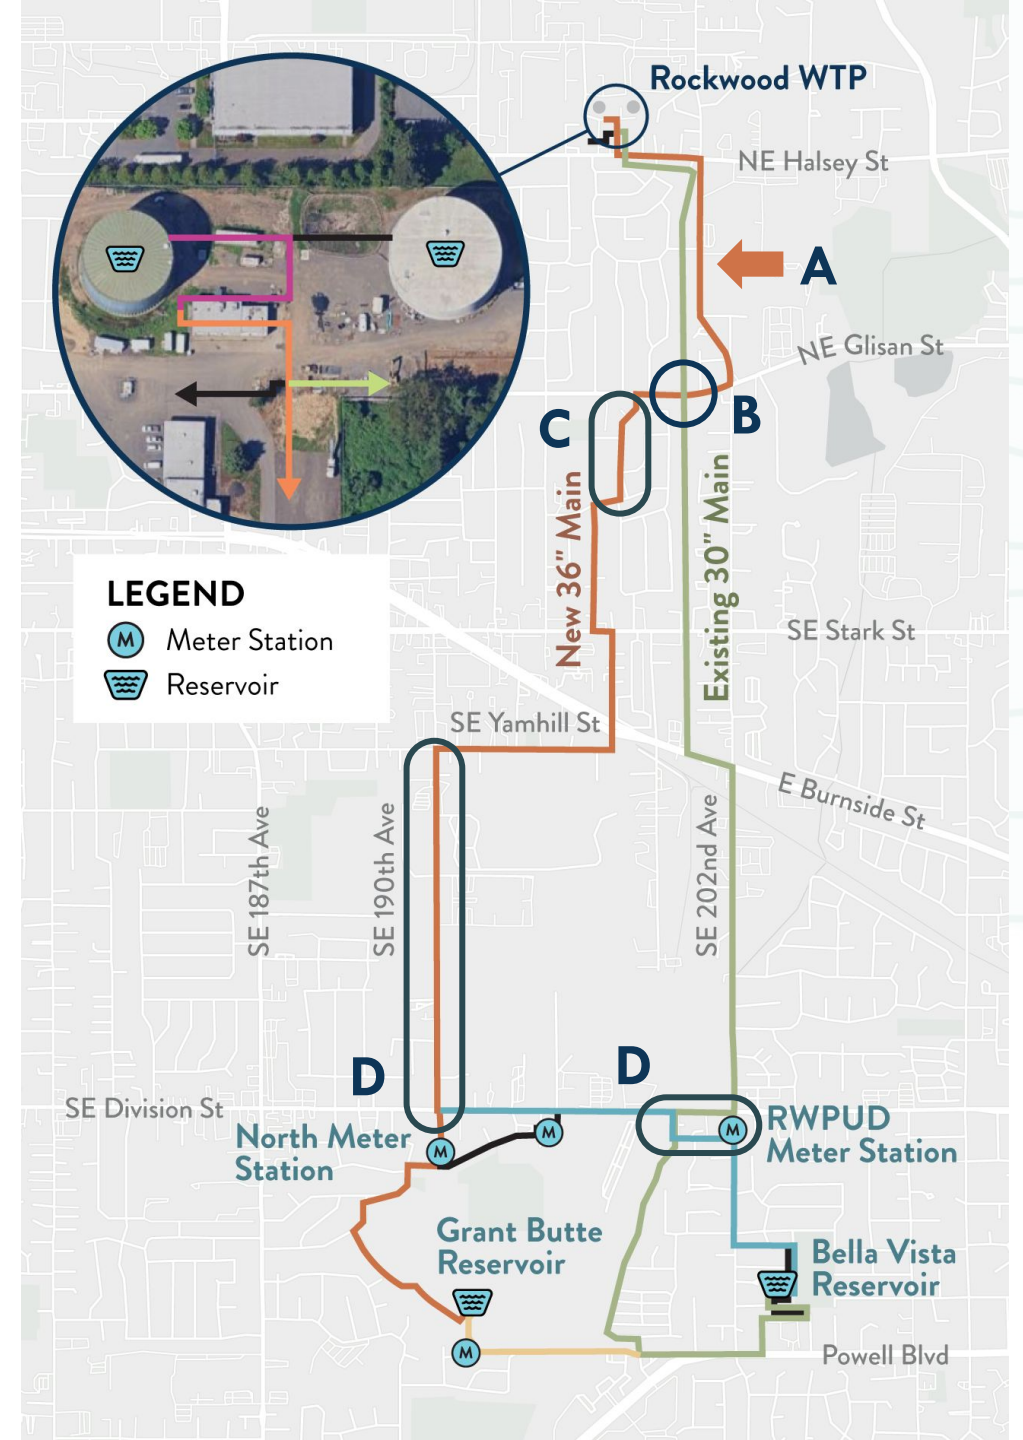 Rockwood WTP
NE Halsey St
A
NE Glisan St
C
B
New 36" Main
Existing 30" Main
LEGEND
M Meter Station
Reservoir
SE Stark St
SE Yamhill St
E Burnside St
SE 187th Ave
SE 190th Ave
SE 202nd Ave
D
D
SE Division St
North Meter
Station
M
M
M
RWPUD
Meter Station
Grant Butte
Reservoir
Bella Vista
Reservoir
M
Powell Blvd